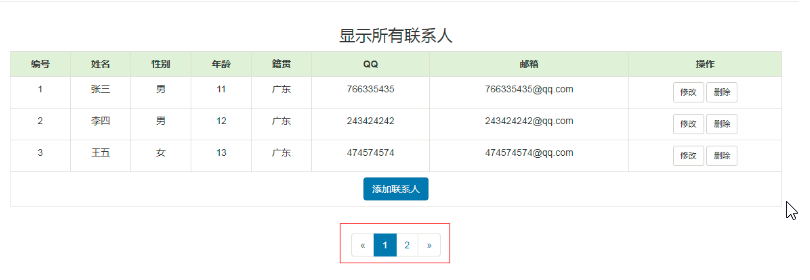 显示所有联系人
编号 姓名 性别 年龄 籍贯 QQ 邮箱 操作
1 张三 男 11 广东 766335435 766335435@qq.com 修改 删除
2 李四 男 12 广东 243424242 243424242@qq.com 修改 删除
3 王五 女 13 广东 474574574 474574574@qq.com 修改 删除
添加联系人
« 1 2 »